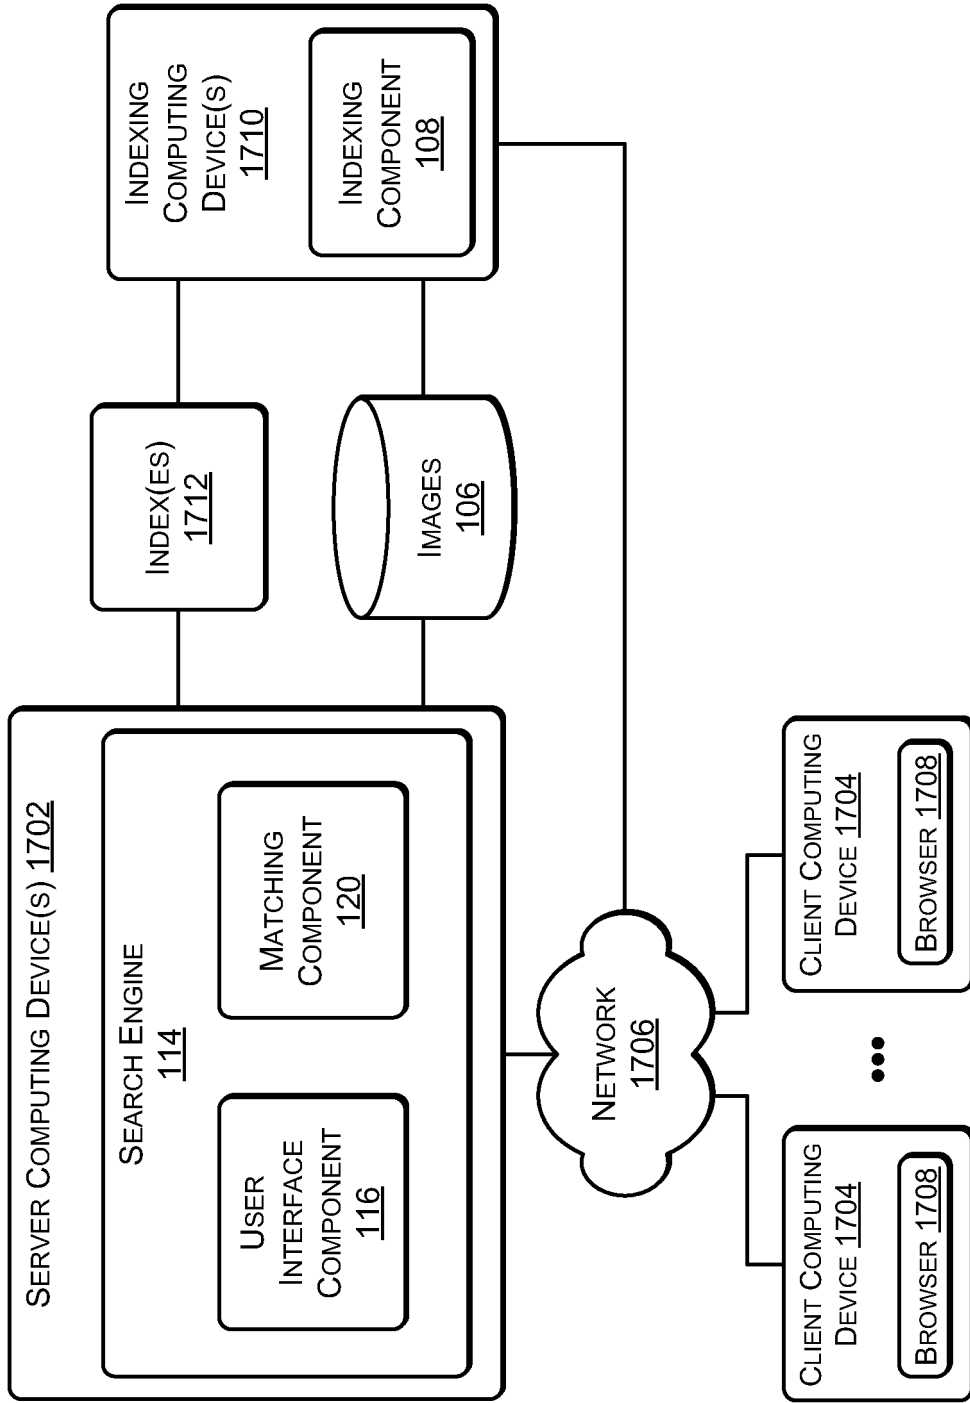 SERVER COMPUTING DEVICE(S) 1702
SEARCH ENGINE
114
USER
INTERFACE
COMPONENT
116
MATCHING
COMPONENT
120
INDEX(ES)
1712
IMAGES
106
INDEXING
COMPUTING
DEVICE(S)
1710
INDEXING
COMPONENT
108
NETWORK
1706
CLIENT COMPUTING
DEVICE 1704
BROWSER 1708
CLIENT COMPUTING
DEVICE 1704
BROWSER 1708